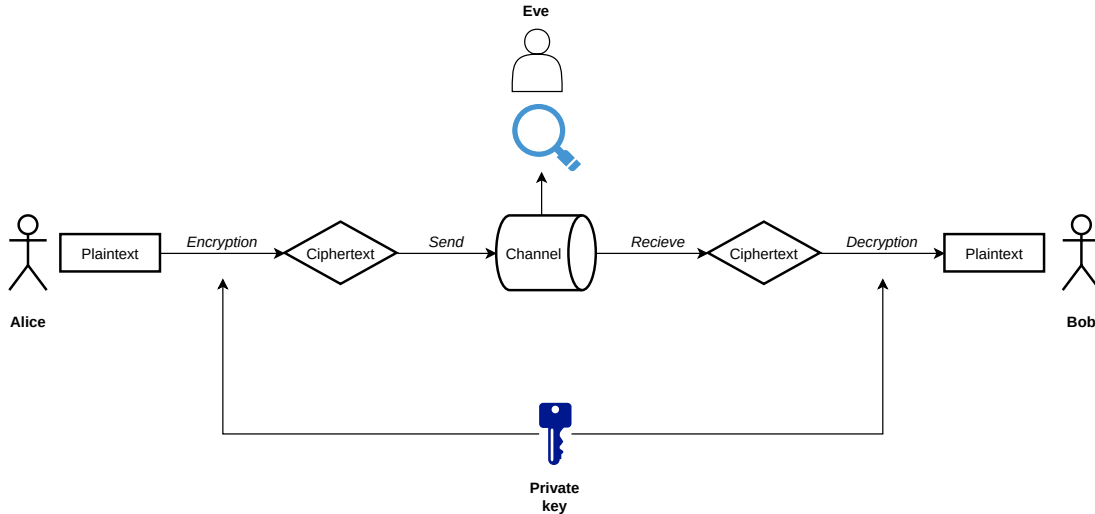 Eve
Plaintext
Encryption
Ciphertext
Send
Channel
Recieve
Ciphertext
Decryption
Plaintext
Alice
Bob
Private
key